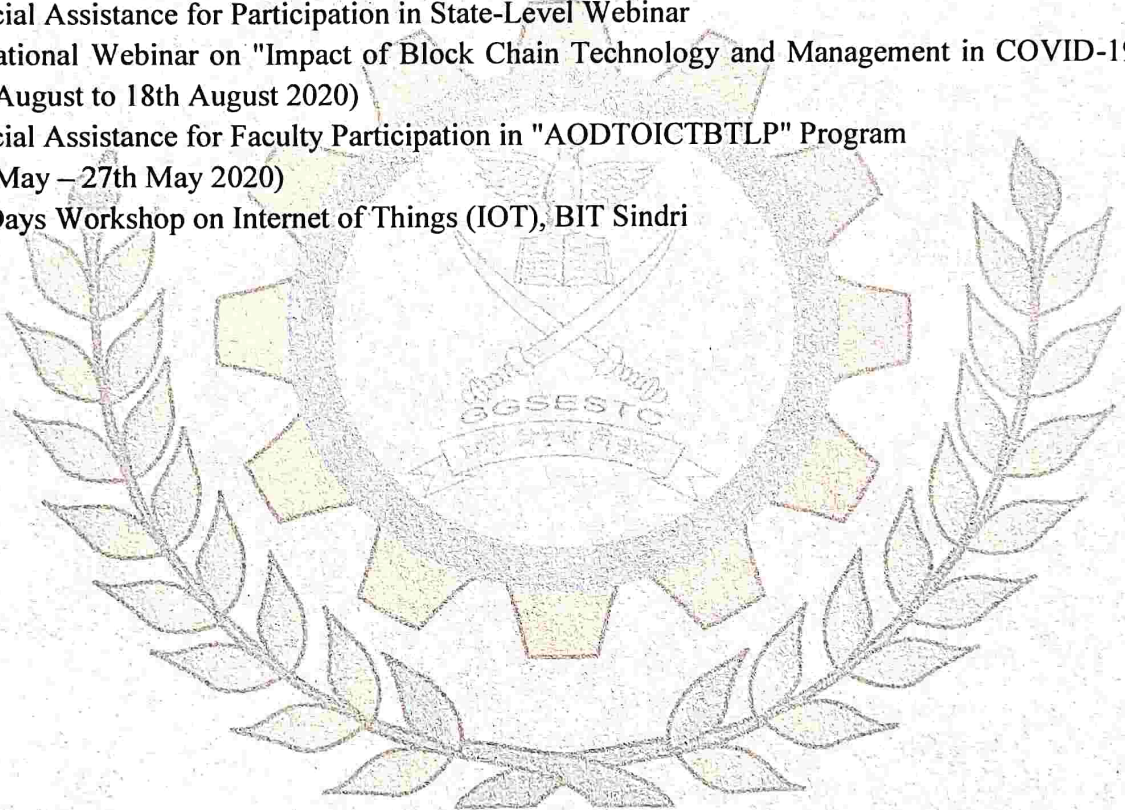 cial Assistance for Participation in State-Level Webinar
ational Webinar on "Impact of Block Chain Technology and Management in COVID-19
August to 18th August 2020)
cial Assistance for Faculty Participation in "AODTOICTBTLP" Program
May – 27th May 2020)
Days Workshop on Internet of Things (IOT), BIT Sindri
GGSESTC